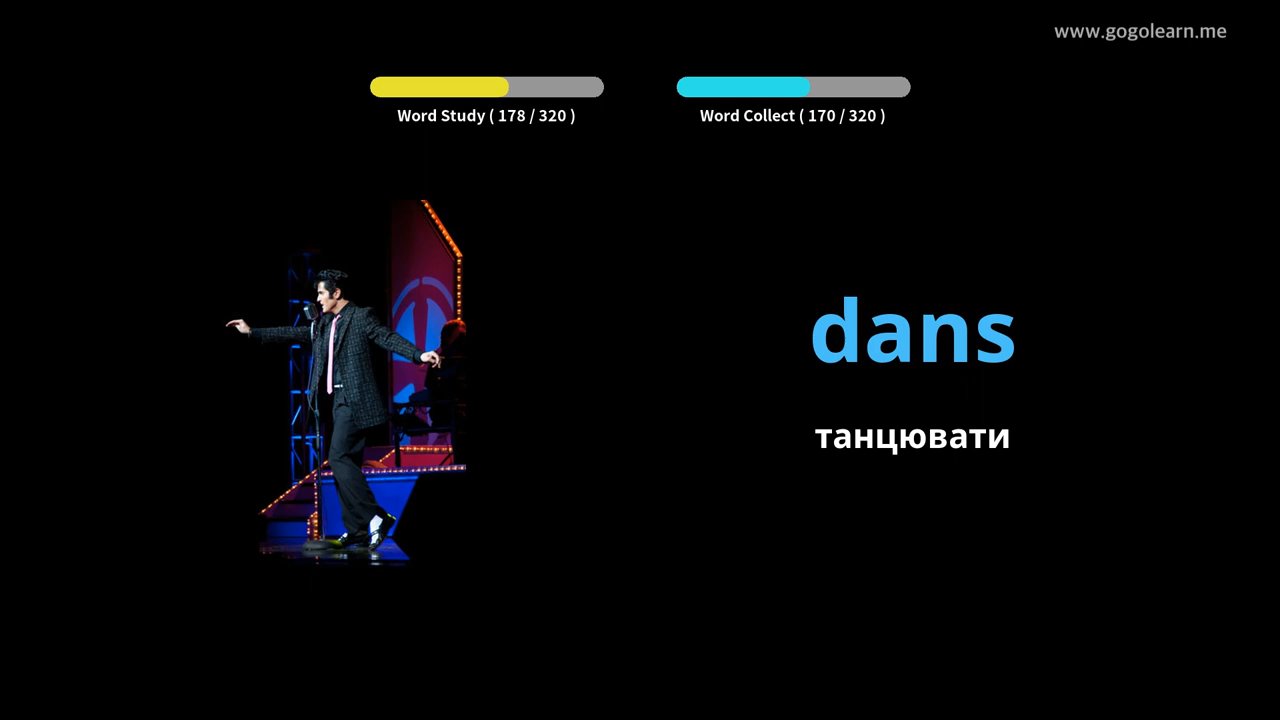 www.gogolearn.me
Word Study ( 178 / 320 )
Word Collect ( 170 / 320 )
dans
танцювати